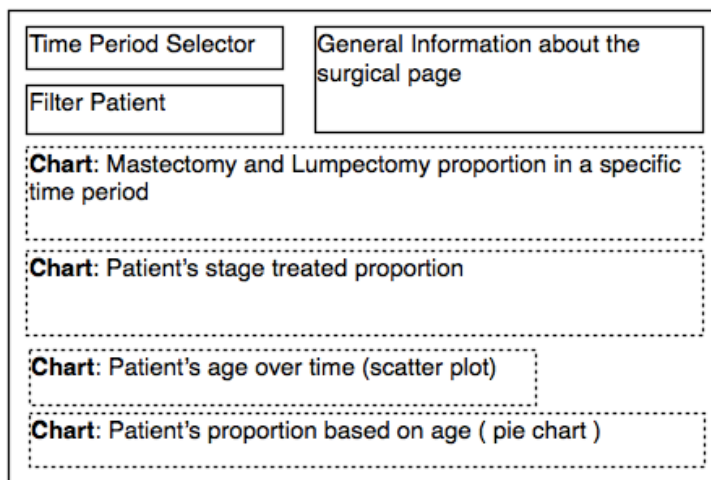 Time Period Selector
Filter Patient
General Information about the
surgical page
Chart: Mastectomy and Lumpectomy proportion in a specific
time period
Chart: Patient's stage treated proportion
Chart: Patient's age over time (scatter plot)
Chart: Patient's proportion based on age ( pie chart )